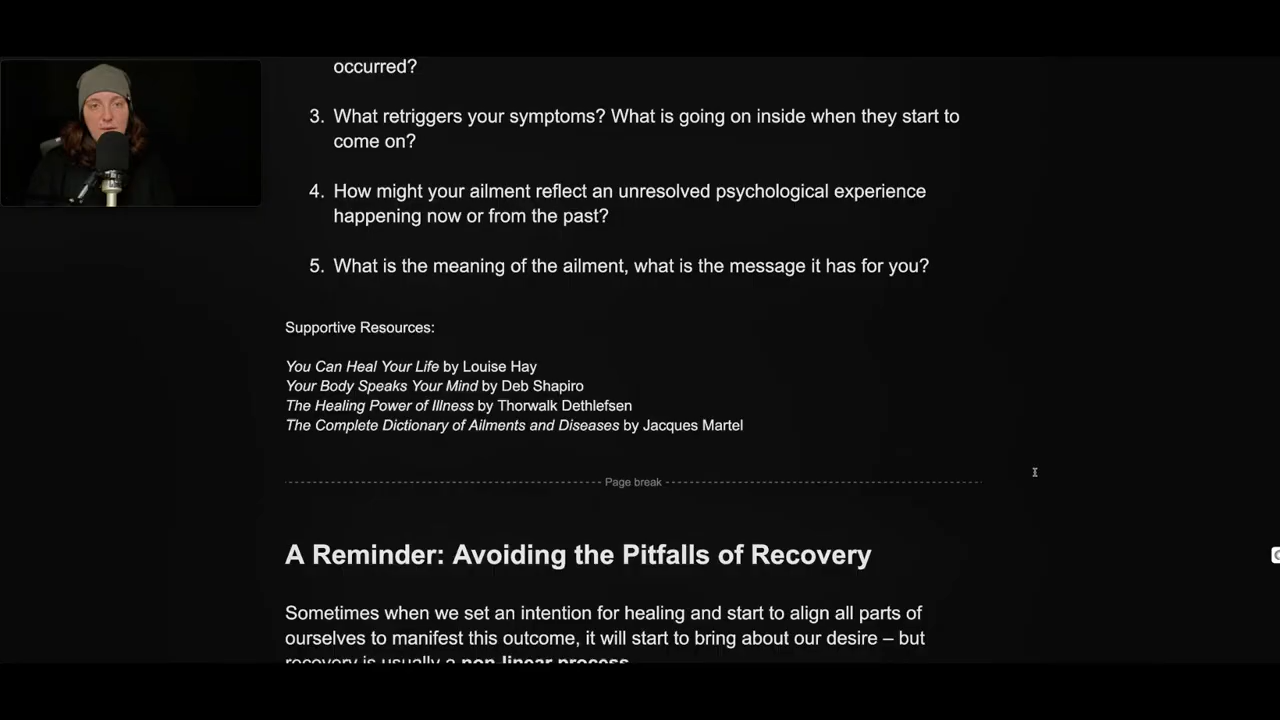 occurred?
3. What retriggers your symptoms? What is going on inside when they start to
come on?
4. How might your ailment reflect an unresolved psychological experience
happening now or from the past?
5. What is the meaning of the ailment, what is the message it has for you?
Supportive Resources:
You Can Heal Your Life by Louise Hay
Your Body Speaks Your Mind by Deb Shapiro
The Healing Power of Illness by Thorwalk Dethlefsen
The Complete Dictionary of Ailments and Diseases by Jacques Martel
Page break
A Reminder: Avoiding the Pitfalls of Recovery
Sometimes when we set an intention for healing and start to align all parts of
ourselves to manifest this outcome, it will start to bring about our desire – but
recovery is usually a non-linear process